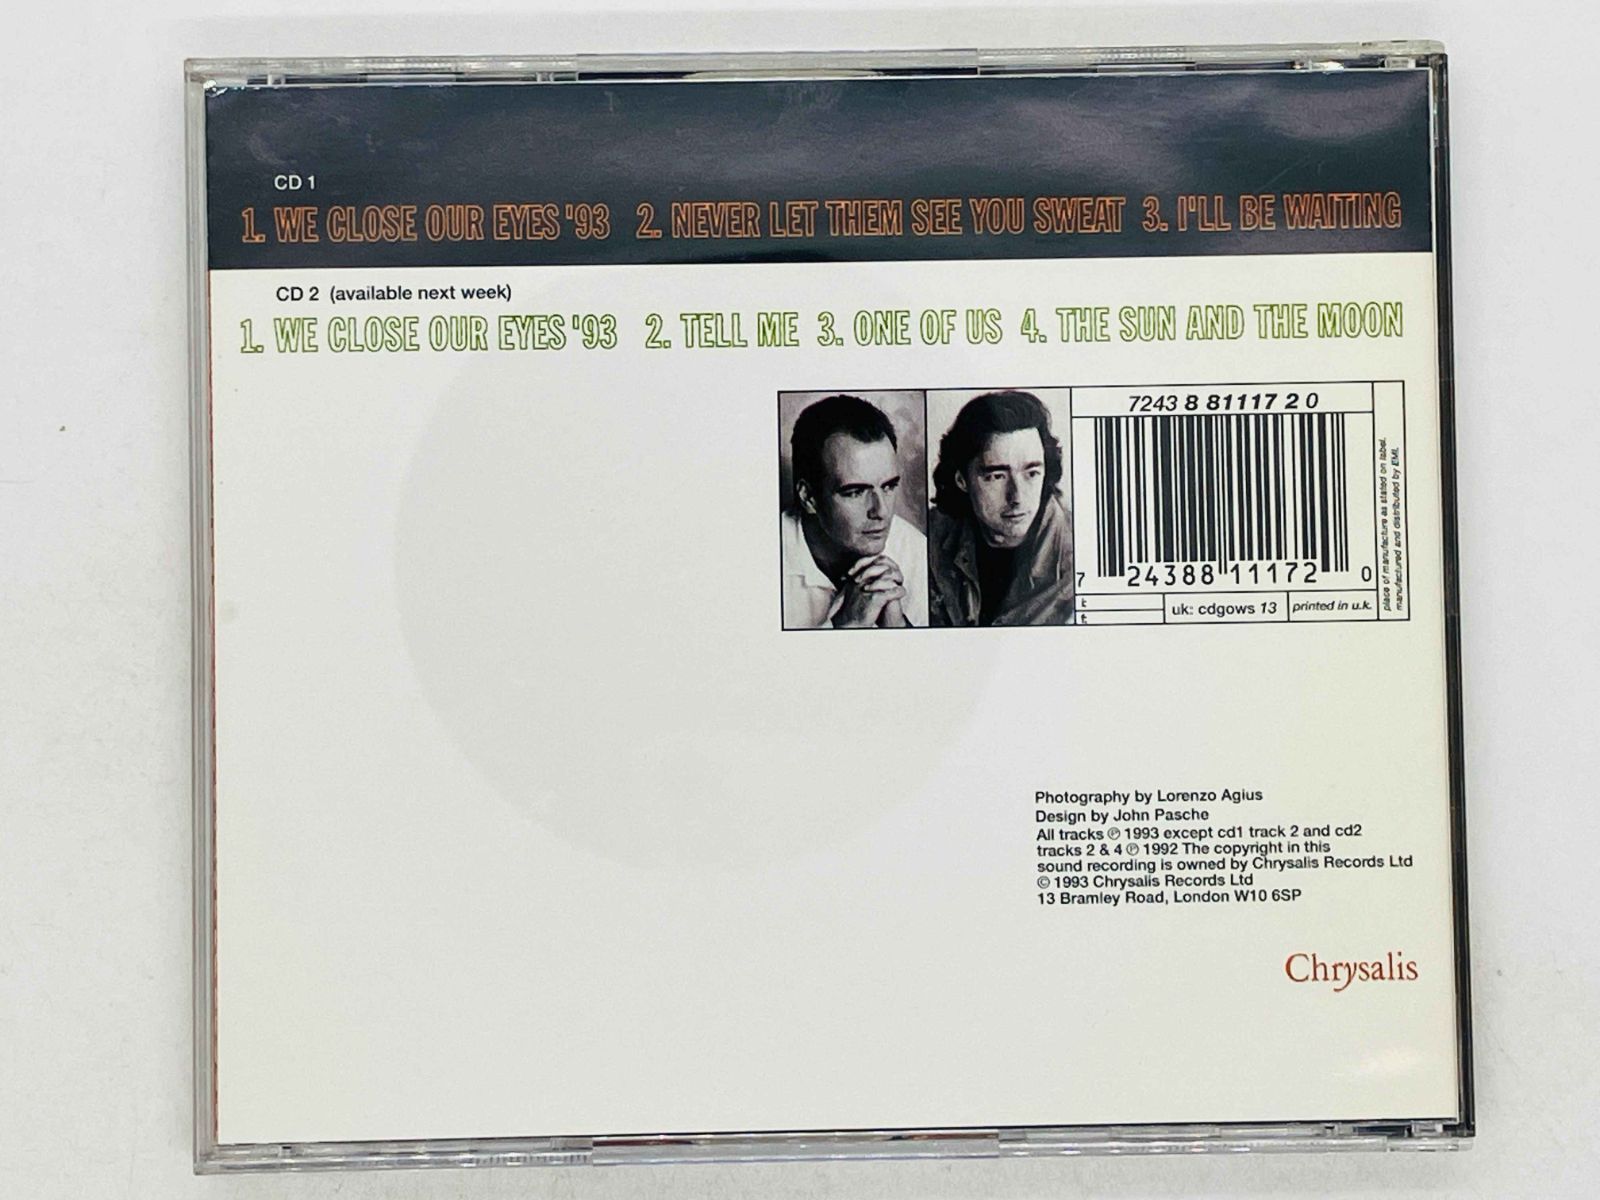 CD 1
1. WE CLOSE OUR EYES '93 2. NEVER LET THEM SEE YOU SWEAT 3. I'LL BE WAITING
CD 2 (available next week)
1. WE CLOSE OUR EYES '93 2. TELL ME 3. ONE OF US 4. THE SUN AND THE MOON
7243 8 81117 2 0
7 24388 11172 0
uk: cdgows 13
printed in u.k.
place of manufacture as stated on label.
manufactured and distributed by EMI.
Photography by Lorenzo Agius
Design by John Pasche
All tracks ℗ 1993 except cd1 track 2 and cd2
tracks 2 & 4 ℗ 1992 The copyright in this
sound recording is owned by Chrysalis Records Ltd
© 1993 Chrysalis Records Ltd
13 Bramley Road, London W10 6SP
Chrysalis